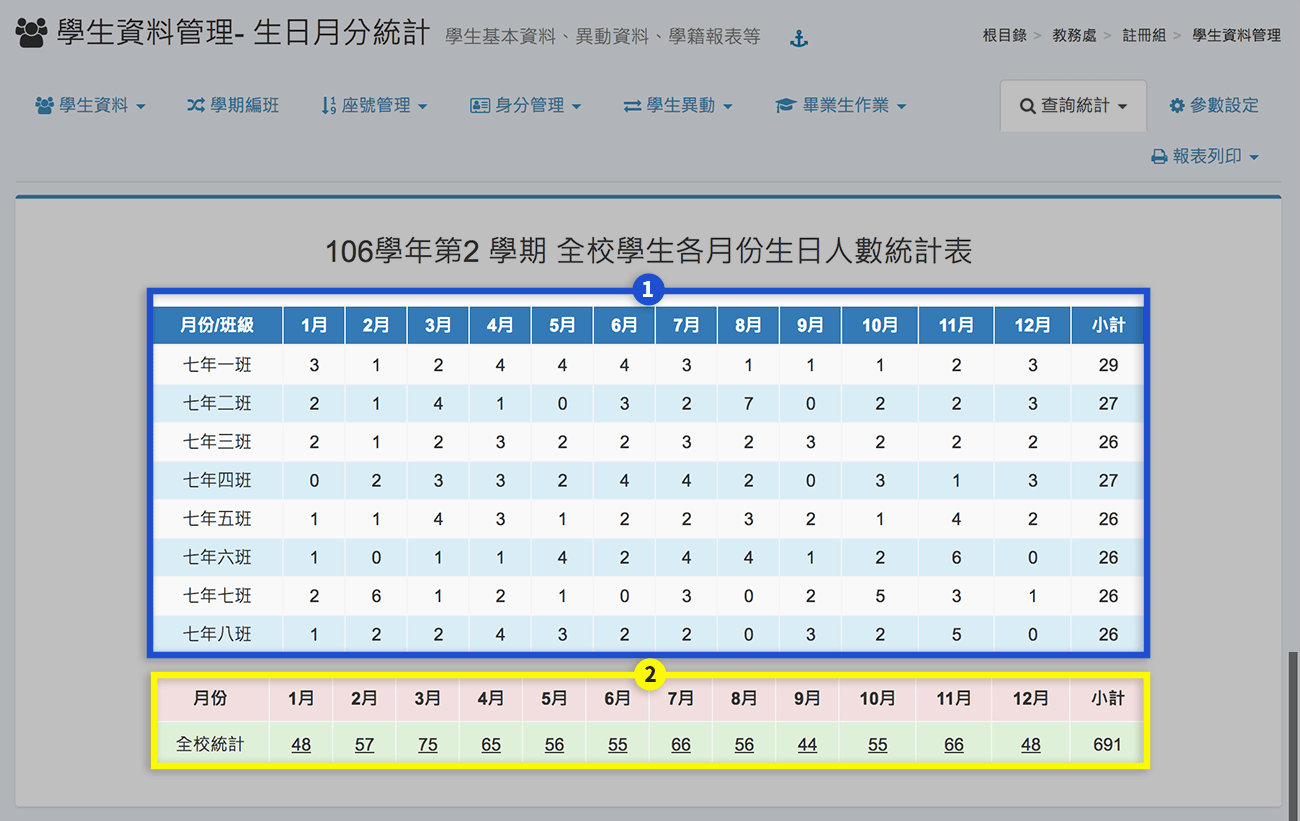 學生資料管理- 生日月分統計 學生基本資料、異動資料、學籍報表等 根目錄 > 教務處 > 註冊組 > 學生資料管理
學生資料 學期編班 座號管理 身分管理 學生異動 畢業生作業 查詢統計 參數設定
報表列印
106學年第2 學期 全校學生各月份生日人數統計表
1
月份/班級 1月 2月 3月 4月 5月 6月 7月 8月 9月 10月 11月 12月 小計
七年一班 3 1 2 4 4 4 3 1 1 1 2 3 29
七年二班 2 1 4 1 0 3 2 7 0 2 2 3 27
七年三班 2 1 2 3 2 2 3 2 3 2 2 2 26
七年四班 0 2 3 3 2 4 4 2 0 3 1 3 27
七年五班 1 1 4 3 1 2 2 3 2 1 4 2 26
七年六班 1 0 1 1 4 2 4 4 1 2 6 0 26
七年七班 2 6 1 2 1 0 3 0 2 5 3 1 26
七年八班 1 2 2 4 3 2 2 0 3 2 5 0 26
2
月份 1月 2月 3月 4月 5月 6月 7月 8月 9月 10月 11月 12月 小計
全校統計 48 57 75 65 56 55 66 56 44 55 66 48 691